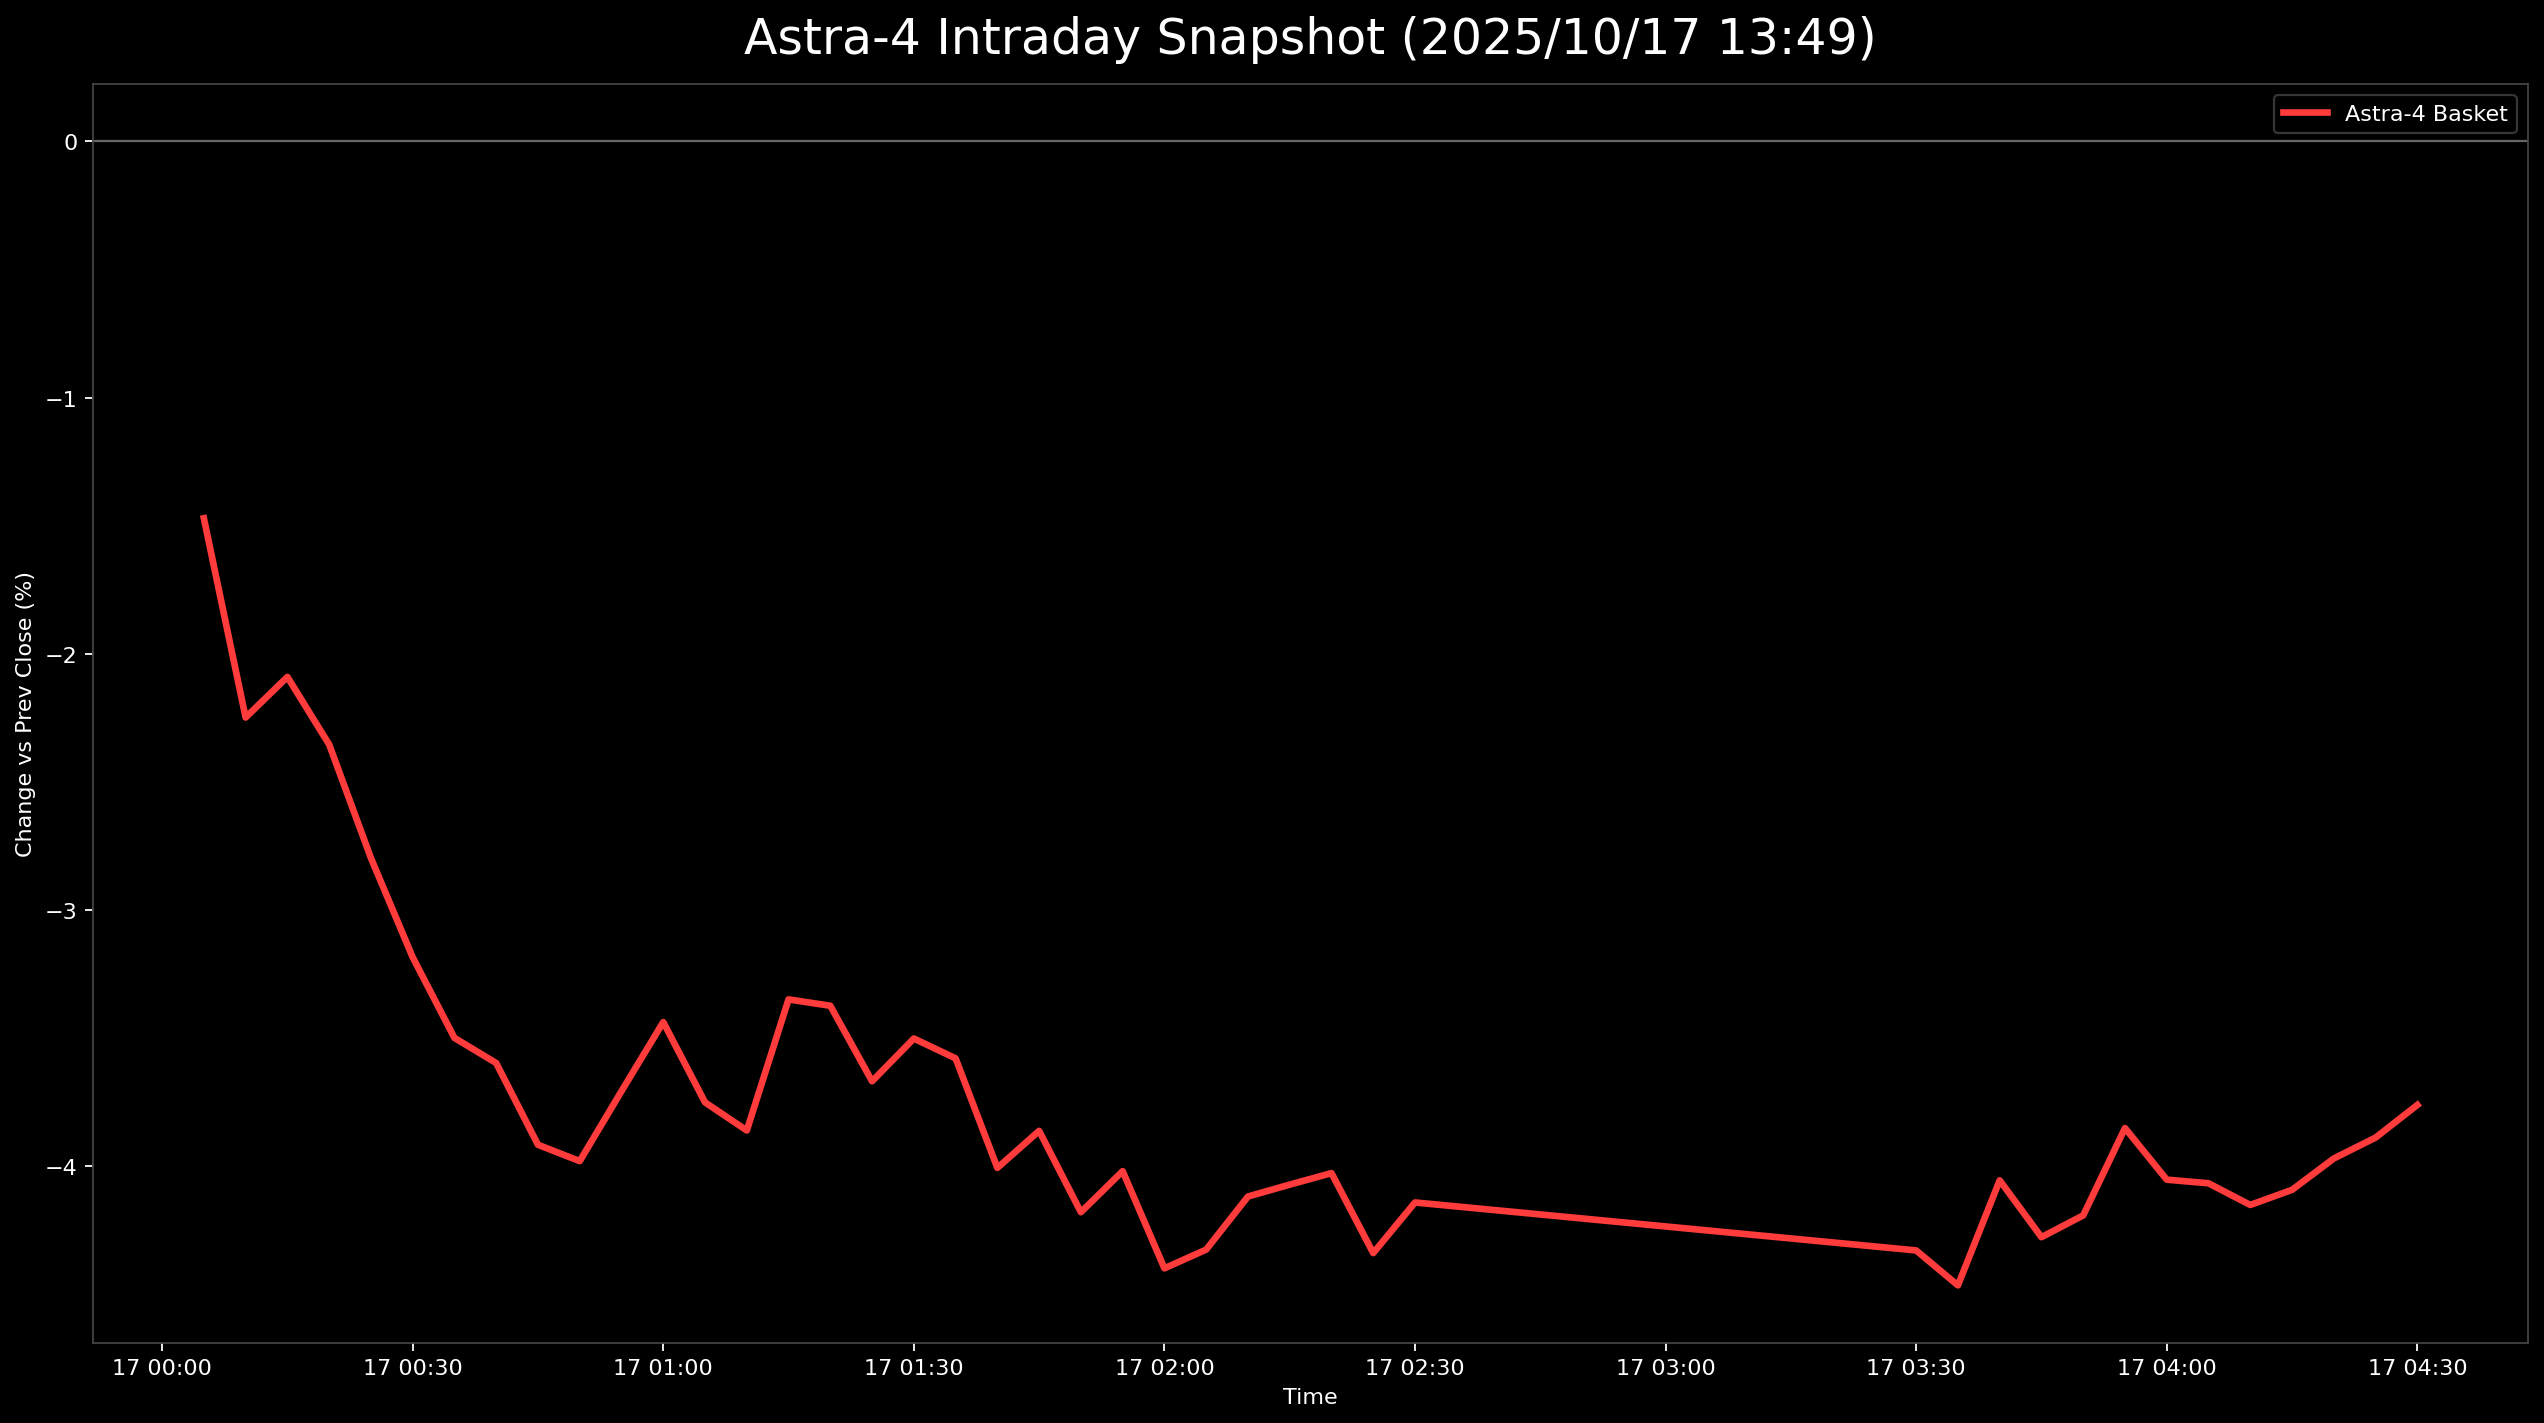 Astra-4 Intraday Snapshot (2025/10/17 13:49)
Astra-4 Basket
Change vs Prev Close (%)
0
−1
−2
−3
−4
17 00:00 17 00:30 17 01:00 17 01:30 17 02:00 17 02:30 17 03:00 17 03:30 17 04:00 17 04:30
Time